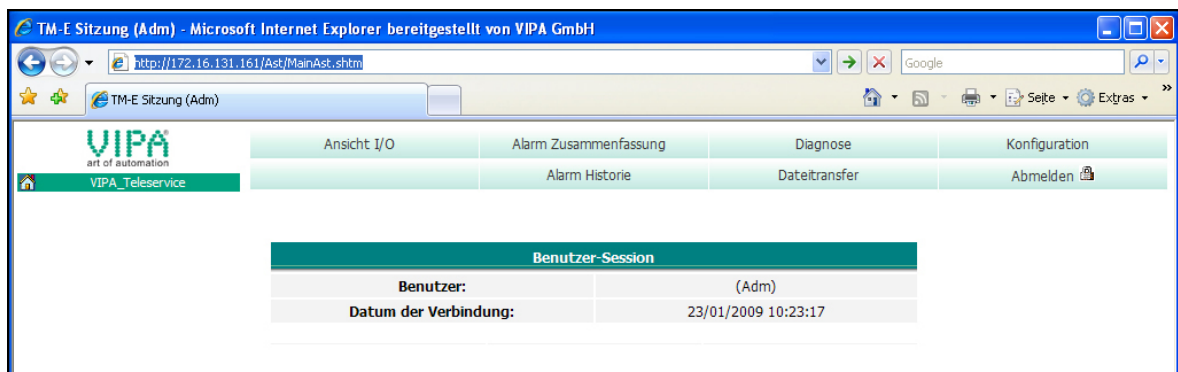 TM-E Sitzung (Adm) - Microsoft Internet Explorer bereitgestellt von VIPA GmbH
http://172.16.131.161/Ast/MainAst.shtm
Google
TM-E Sitzung (Adm)
Seite
Extras
»
VIPA
art of automation
VIPA_Teleservice
Ansicht I/O
Alarm Zusammenfassung
Diagnose
Konfiguration
Alarm Historie
Dateitransfer
Abmelden
Benutzer-Session
Benutzer: (Adm)
Datum der Verbindung: 23/01/2009 10:23:17